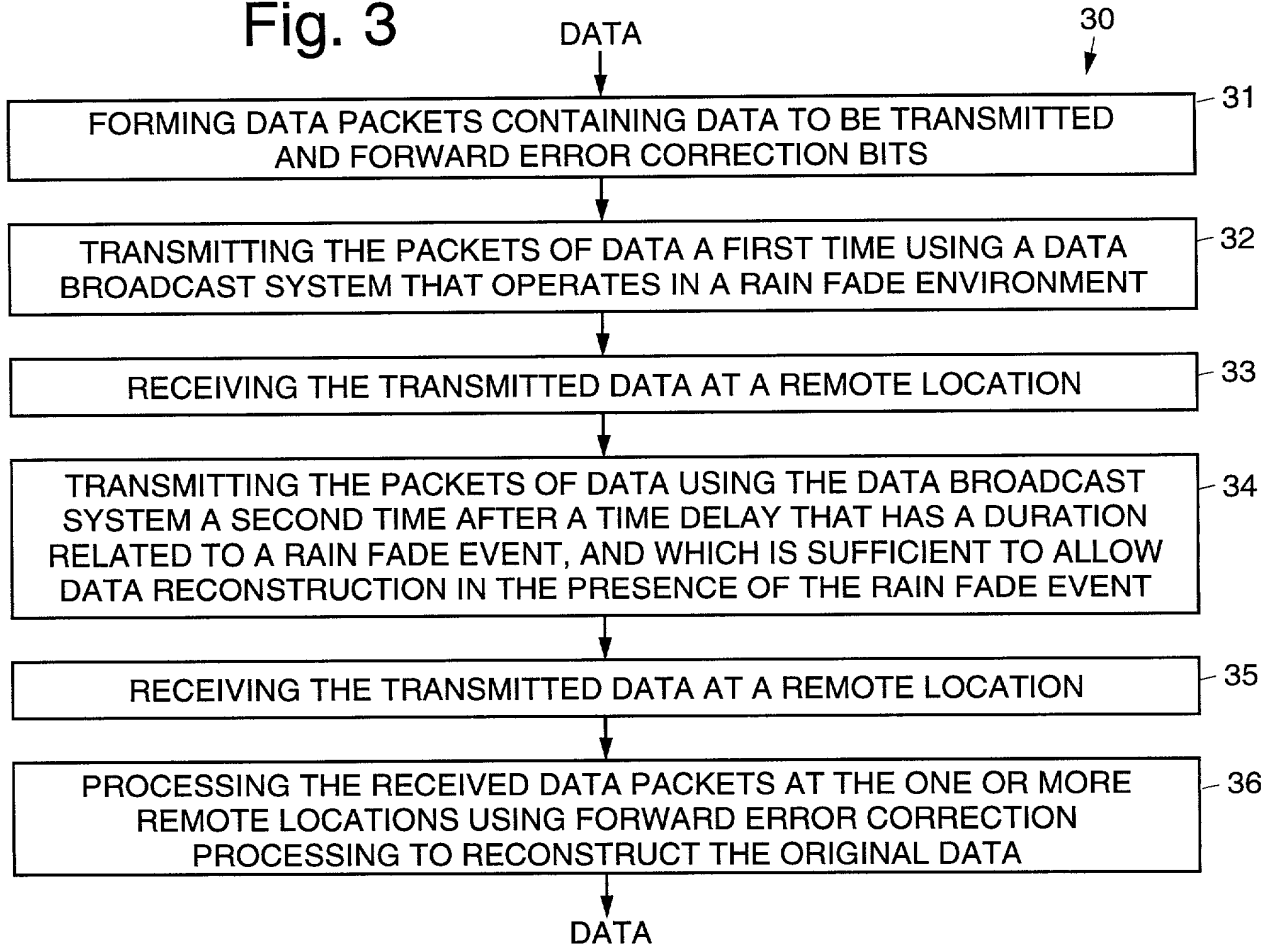 Fig. 3
DATA
30
31
FORMING DATA PACKETS CONTAINING DATA TO BE TRANSMITTED
AND FORWARD ERROR CORRECTION BITS
32
TRANSMITTING THE PACKETS OF DATA A FIRST TIME USING A DATA
BROADCAST SYSTEM THAT OPERATES IN A RAIN FADE ENVIRONMENT
33
RECEIVING THE TRANSMITTED DATA AT A REMOTE LOCATION
34
TRANSMITTING THE PACKETS OF DATA USING THE DATA BROADCAST
SYSTEM A SECOND TIME AFTER A TIME DELAY THAT HAS A DURATION
RELATED TO A RAIN FADE EVENT, AND WHICH IS SUFFICIENT TO ALLOW
DATA RECONSTRUCTION IN THE PRESENCE OF THE RAIN FADE EVENT
35
RECEIVING THE TRANSMITTED DATA AT A REMOTE LOCATION
36
PROCESSING THE RECEIVED DATA PACKETS AT THE ONE OR MORE
REMOTE LOCATIONS USING FORWARD ERROR CORRECTION
PROCESSING TO RECONSTRUCT THE ORIGINAL DATA
DATA